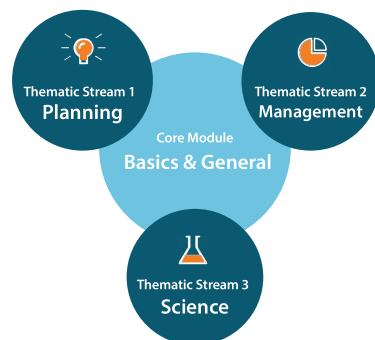 Thematic Stream 1
Planning
Thematic Stream 2
Management
Core Module
Basics & General
Thematic Stream 3
Science